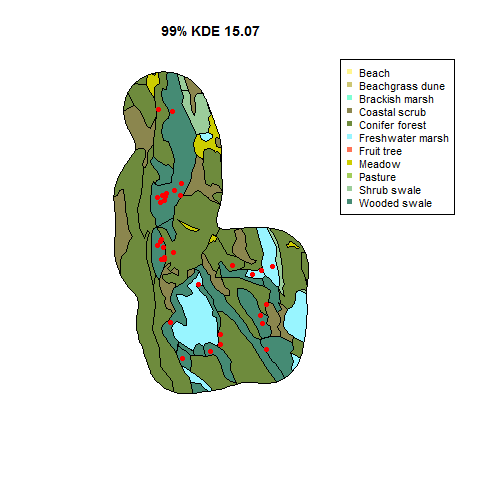 99% KDE 15.07
Beach
Beachgrass dune
Brackish marsh
Coastal scrub
Conifer forest
Freshwater marsh
Fruit tree
Meadow
Pasture
Shrub swale
Wooded swale